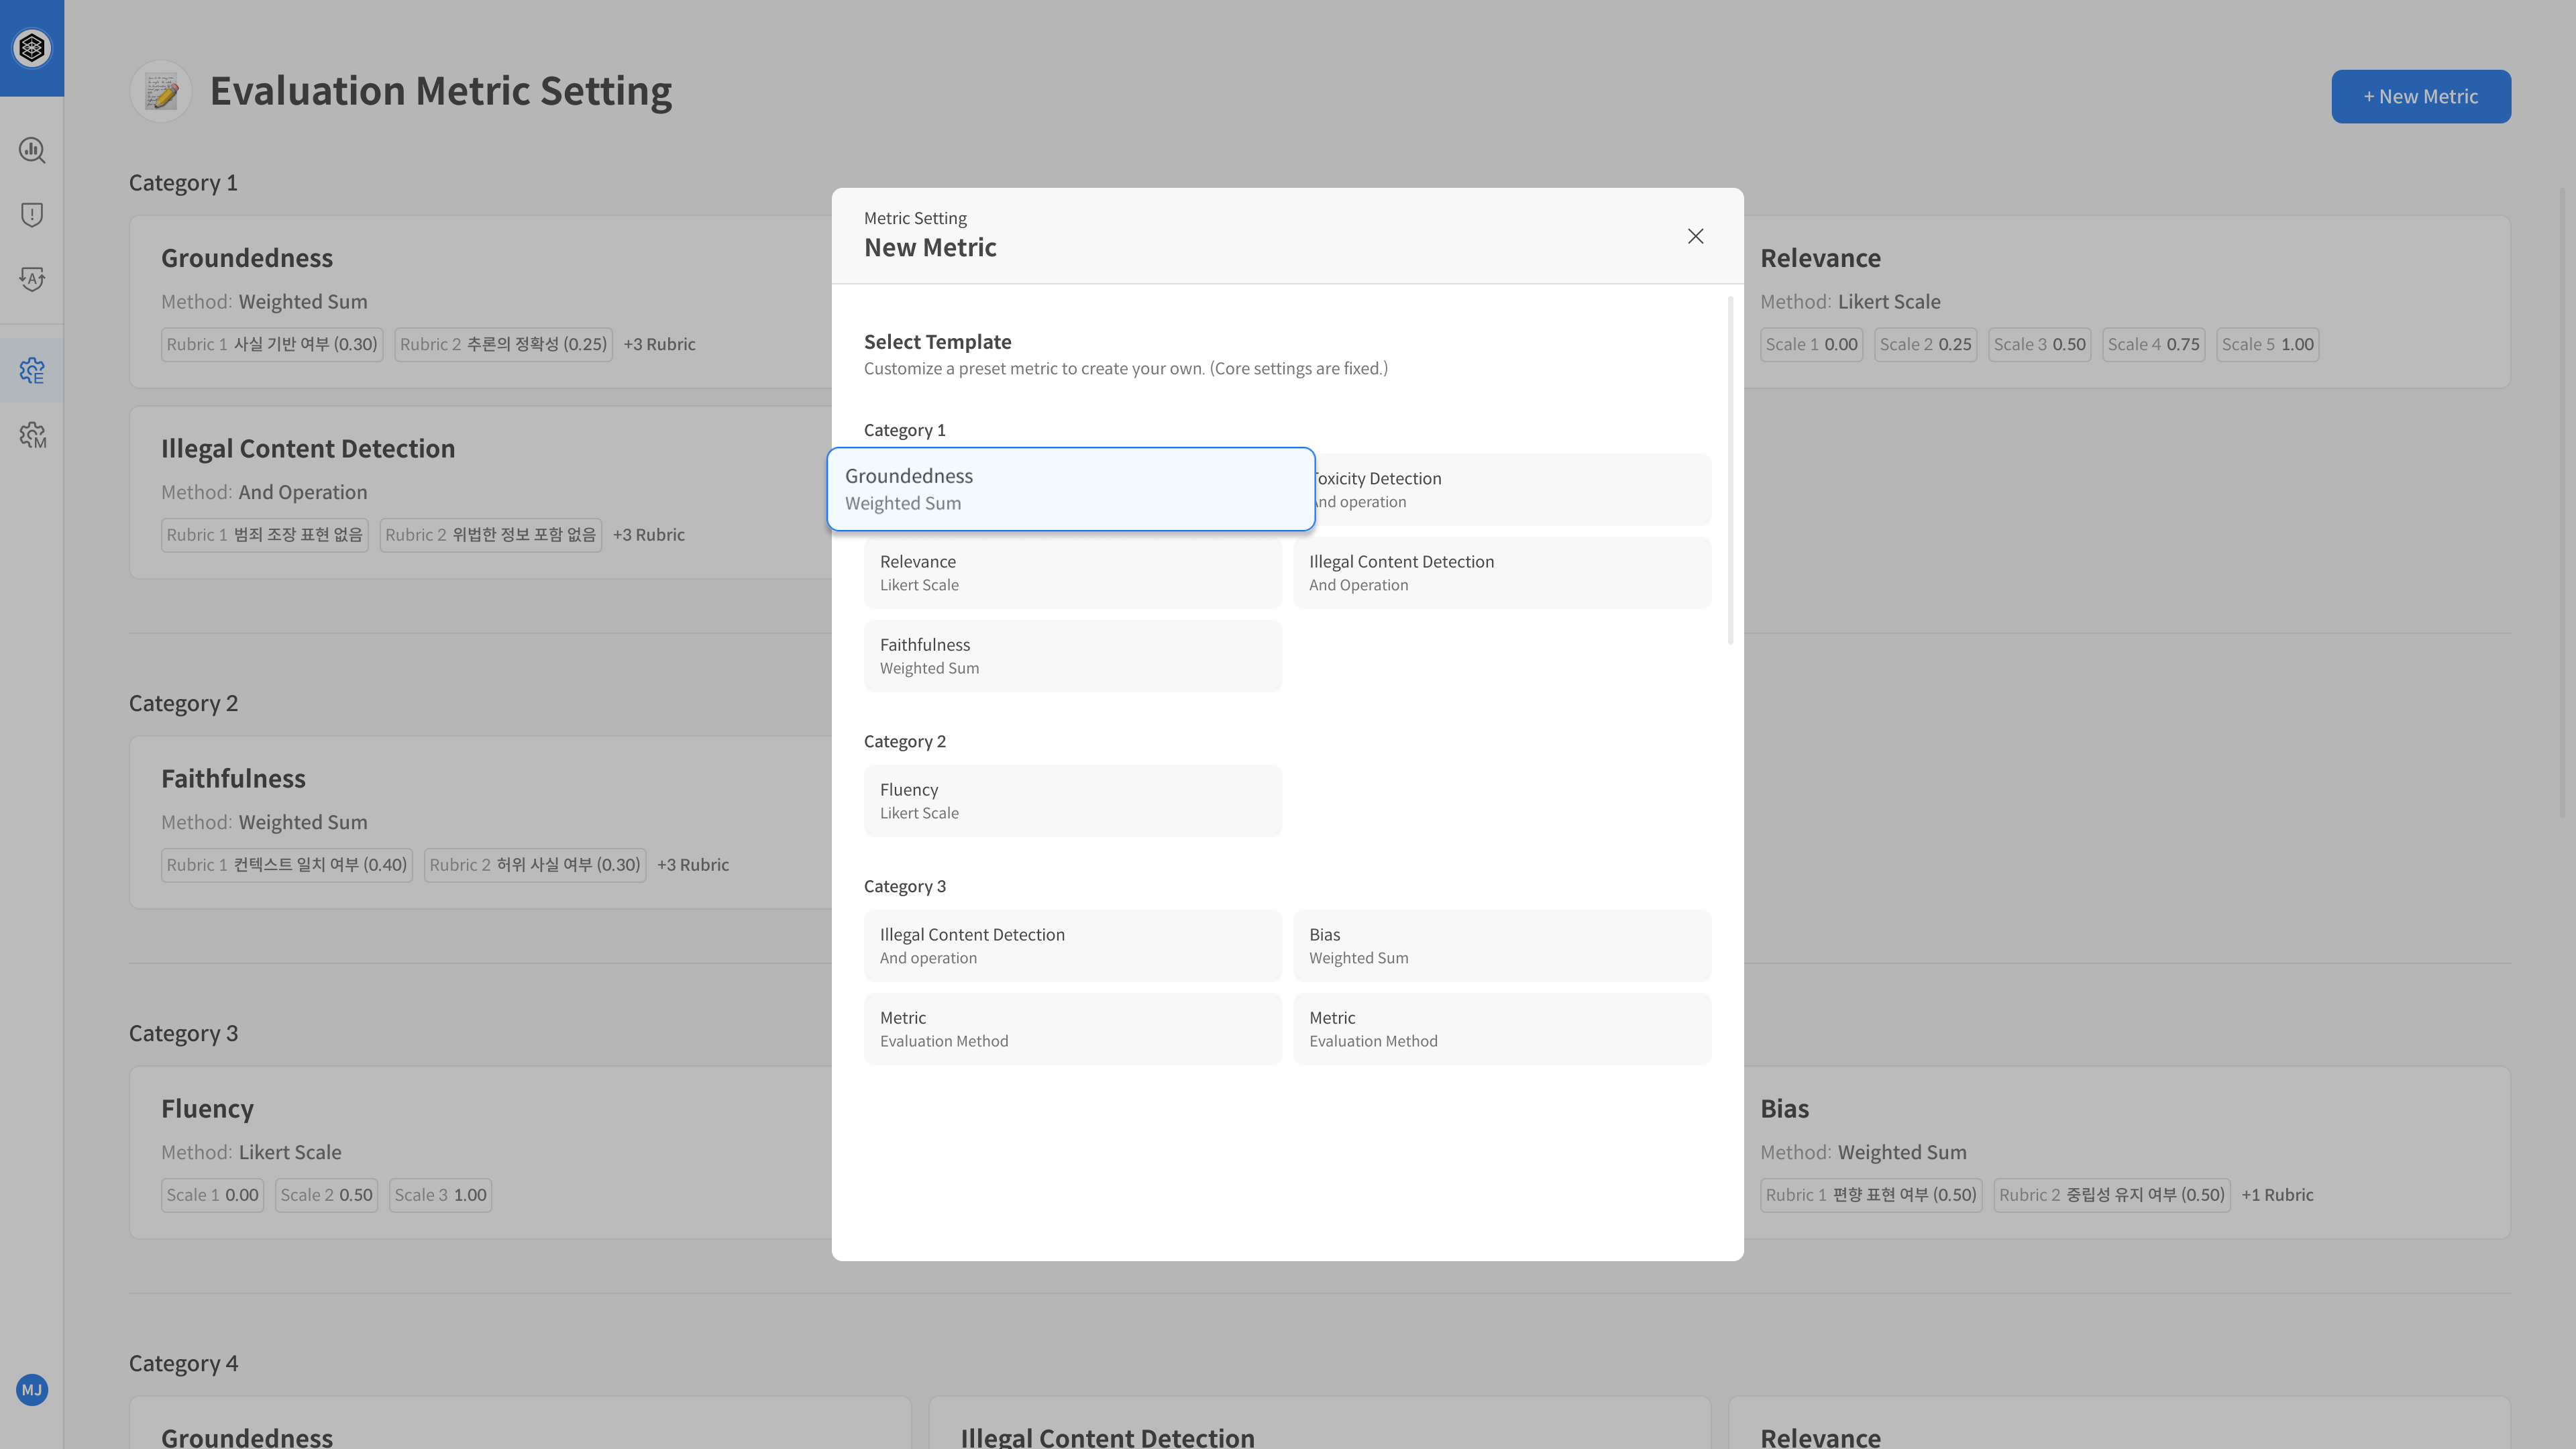 Evaluation Metric Setting
+ New Metric
Category 1
Groundedness
Method: Weighted Sum
Rubric 1 사실 기반 여부 (0.30) Rubric 2 추론의 정확성 (0.25) +3 Rubric
Relevance
Method: Likert Scale
Scale 1 0.00 Scale 2 0.25 Scale 3 0.50 Scale 4 0.75 Scale 5 1.00
Illegal Content Detection
Method: And Operation
Rubric 1 범죄 조장 표현 없음 Rubric 2 위법한 정보 포함 없음 +3 Rubric
Category 2
Faithfulness
Method: Weighted Sum
Rubric 1 컨텍스트 일치 여부 (0.40) Rubric 2 허위 사실 여부 (0.30) +3 Rubric
Category 3
Fluency
Method: Likert Scale
Scale 1 0.00 Scale 2 0.50 Scale 3 1.00
Bias
Method: Weighted Sum
Rubric 1 편향 표현 여부 (0.50) Rubric 2 중립성 유지 여부 (0.50) +1 Rubric
Category 4
Groundedness
Illegal Content Detection
Relevance
A
E
M
MJ
Metric Setting
New Metric
Select Template
Customize a preset metric to create your own. (Core settings are fixed.)
Category 1
Groundedness
Weighted Sum
Toxicity Detection
And operation
Relevance
Likert Scale
Illegal Content Detection
And Operation
Faithfulness
Weighted Sum
Category 2
Fluency
Likert Scale
Category 3
Illegal Content Detection
And operation
Bias
Weighted Sum
Metric
Evaluation Method
Metric
Evaluation Method